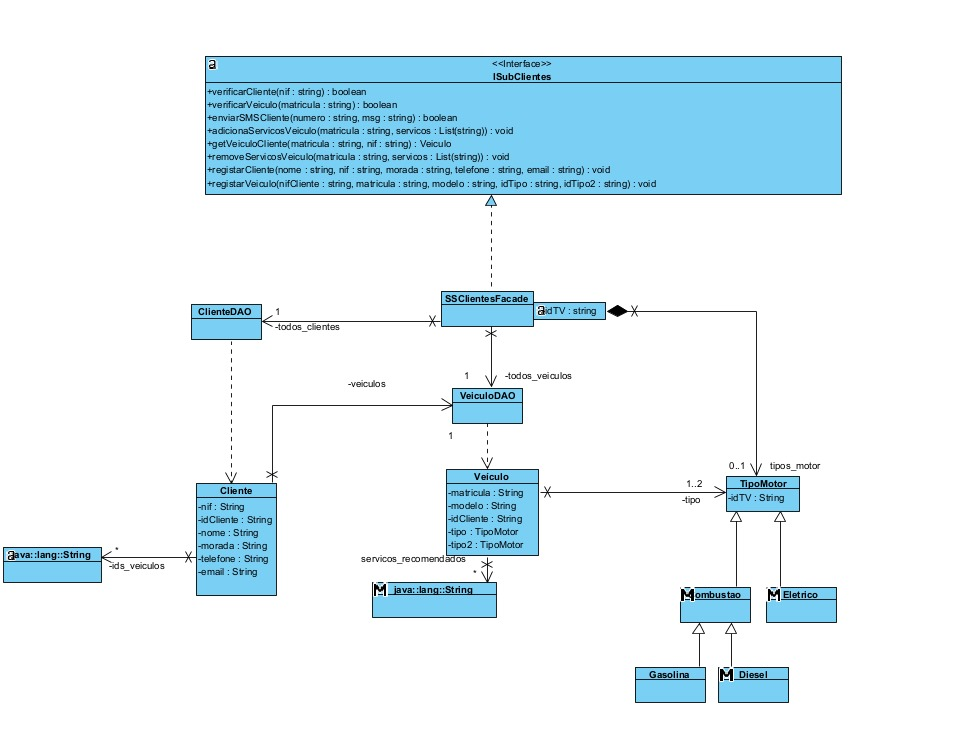 a
<<Interface>>
ISubClientes
+verificarCliente(nif : string) : boolean
+verificarVeiculo(matricula : string) : boolean
+enviarSMSCliente(numero : string, msg : string) : boolean
+adicionaServicosVeiculo(matricula : string, servicos : List(string)) : void
+getVeiculoCliente(matricula : string, nif : string) : Veiculo
+removeServicosVeiculo(matricula : string, servicos : List(string)) : void
+registarCliente(nome : string, nif : string, morada : string, telefone : string, email : string) : void
+registarVeiculo(nifCliente : string, matricula : string, modelo : string, idTipo : string, idTipo2 : string) : void
SSClientesFacade
a idTV : string
ClienteDAO
1
-todos_clientes
1
-todos_veiculos
-veiculos
VeiculoDAO
1
Cliente
-nif : String
-idCliente : String
-nome : String
-morada : String
-telefone : String
-email : String
Veículo
-matricula : String
-modelo : String
-idCliente : String
-tipo : TipoMotor
-tipo2 : TipoMotor
1..2
-tipo
0..1
tipos_motor
TipoMotor
-idTV : String
a java::lang::String
*
-ids_veiculos
servicos_recomendados
*
M java::lang::String
M ombustao
M Eletrico
Gasolina
M Diesel